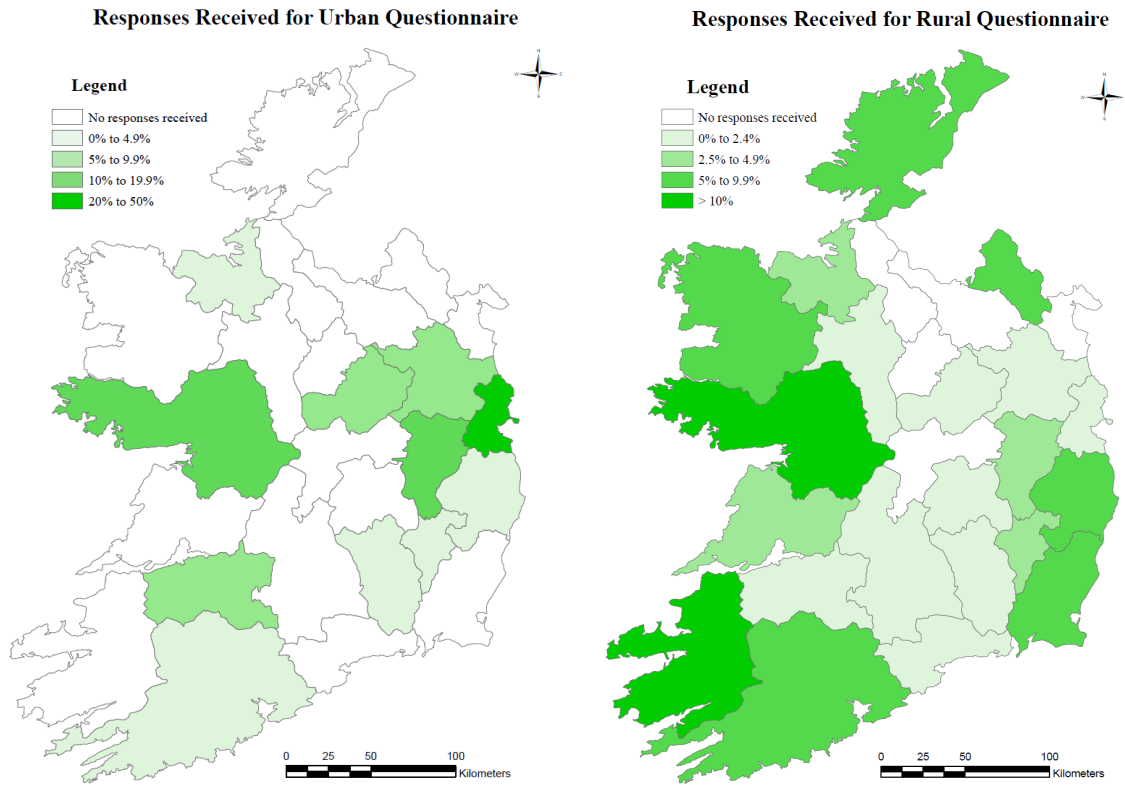 Responses Received for Urban Questionnaire
Legend
No responses received
0% to 4.9%
5% to 9.9%
10% to 19.9%
20% to 50%
N
W
E
S
0 25 50 100
Kilometers
Responses Received for Rural Questionnaire
Legend
No responses received
0% to 2.4%
2.5% to 4.9%
5% to 9.9%
> 10%
N
W
E
S
0 25 50 100
Kilometers